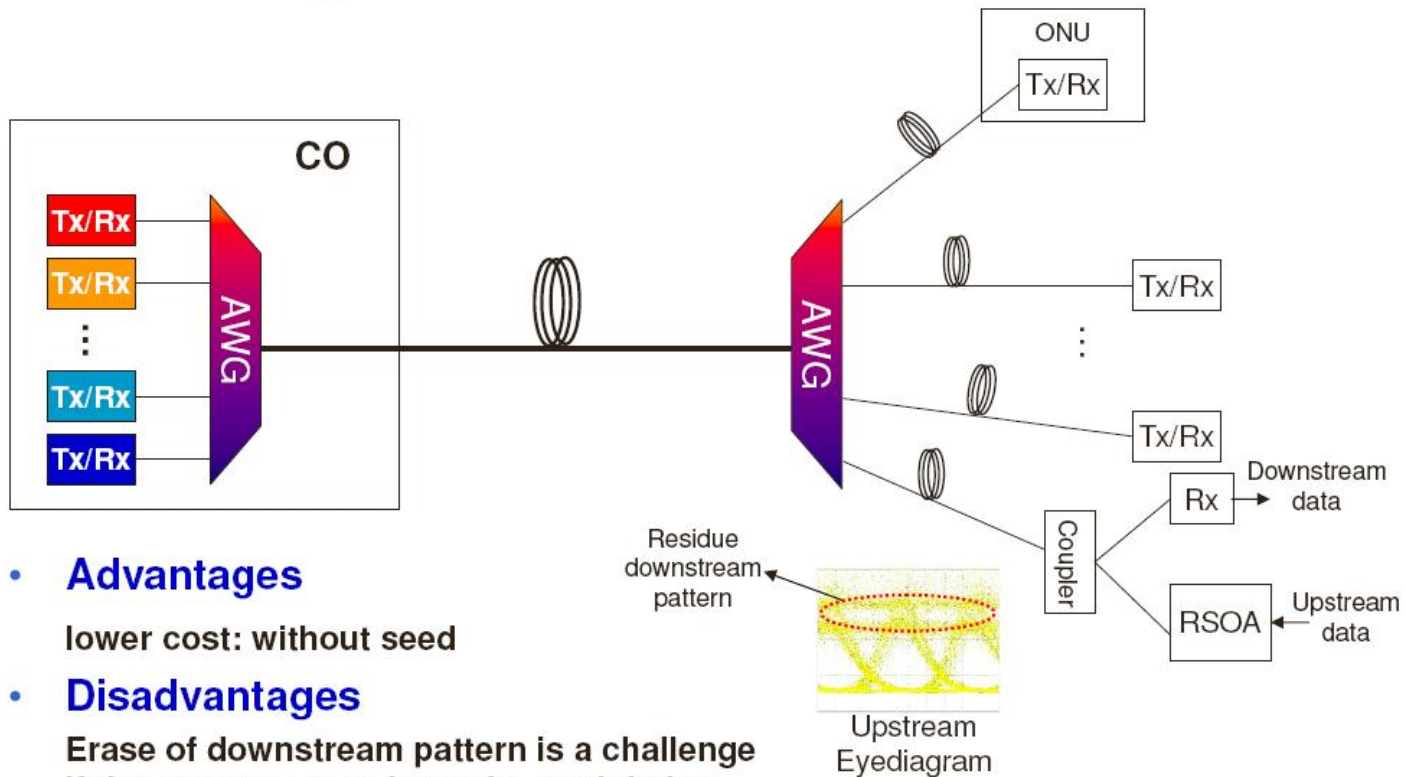 ONU
Tx/Rx
CO
Tx/Rx
Tx/Rx
Tx/Rx
Tx/Rx
AWG
AWG
Tx/Rx
Tx/Rx
Coupler
Rx
Downstream
data
RSOA
Upstream
data
Residue
downstream
pattern
Upstream
Eyediagram
• Advantages
lower cost: without seed
• Disadvantages
Erase of downstream pattern is a challenge